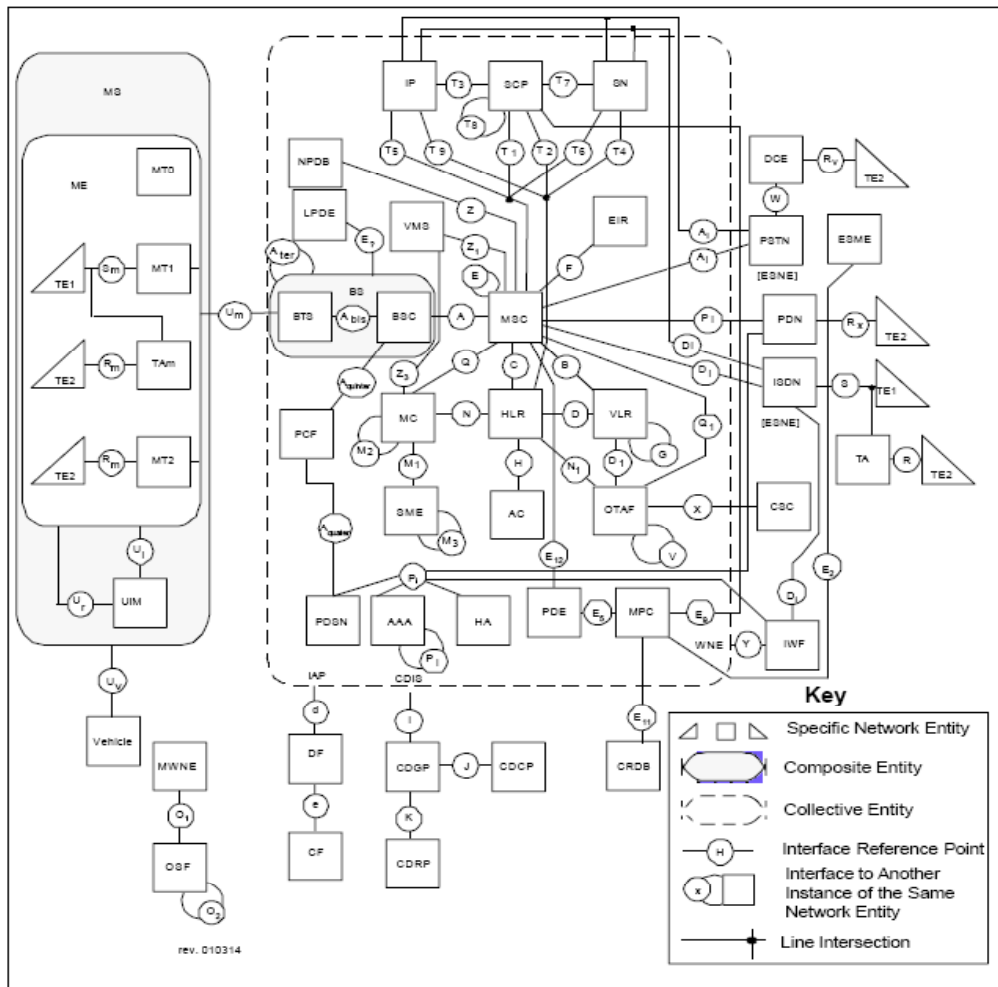 MS
ME
MT0
TE1
Sm
MT1
TE2
Rm
TAm
TE2
Rm
MT2
Ui
Ur
UIM
Uv
Vehicle
Um
IP
T3
SCP
T7
SN
T8
T5
T9
T1
T2
T6
T4
NPDB
LPDE
VMS
Z
Z1
E
EIR
F
Ater
BS
BTS
Abis
BSC
A
MSC
Aquinter
Z3
Q
C
B
Q1
PCF
MC
N
HLR
D
VLR
M2
M1
H
N1
D1
G
SME
M3
AC
OTAF
X
CSC
V
Aquater
Pi
E12
PDSN
AAA
Pi
HA
PDE
E5
MPC
WNE
Y
IWF
Di
E2
DCE
Rv
TE2
W
Ai
PSTN
[ESNE]
Ai
ESME
Pi
PDN
Rx
TE2
Di
Di
ISDN
[ESNE]
S
TE1
TA
R
TE2
IAP
CDIS
d
I
E11
DF
CDGP
J
CDCP
CRDB
e
K
CF
CDRP
MWNE
O1
OSF
O2
rev. 010314
Key
Specific Network Entity
Composite Entity
Collective Entity
H
Interface Reference Point
x
Interface to Another
Instance of the Same
Network Entity
Line Intersection